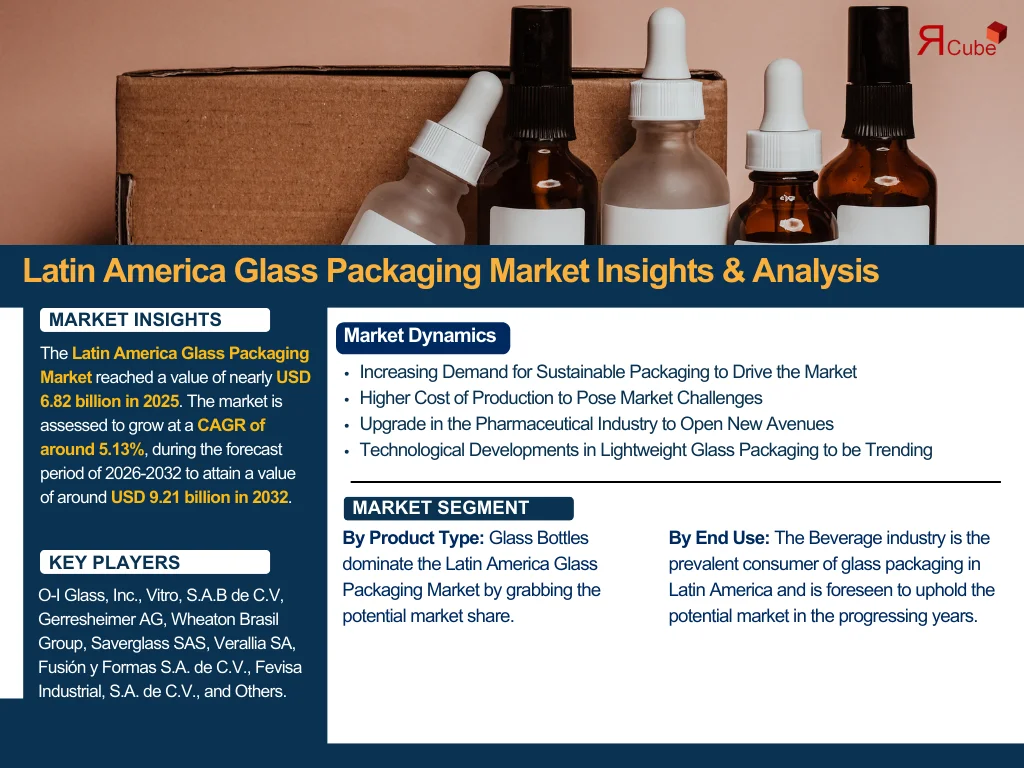 ЯCube
Latin America Glass Packaging Market Insights & Analysis
MARKET INSIGHTS
The Latin America Glass Packaging
Market reached a value of nearly USD
6.82 billion in 2025. The market is
assessed to grow at a CAGR of
around 5.13%, during the forecast
period of 2026-2032 to attain a value
of around USD 9.21 billion in 2032.
KEY PLAYERS
O-I Glass, Inc., Vitro, S.A.B de C.V,
Gerresheimer AG, Wheaton Brasil
Group, Saverglass SAS, Verallia SA,
Fusión y Formas S.A. de C.V., Fevisa
Industrial, S.A. de C.V., and Others.
Market Dynamics
• Increasing Demand for Sustainable Packaging to Drive the Market
• Higher Cost of Production to Pose Market Challenges
• Upgrade in the Pharmaceutical Industry to Open New Avenues
• Technological Developments in Lightweight Glass Packaging to be Trending
MARKET SEGMENT
By Product Type: Glass Bottles
dominate the Latin America Glass
Packaging Market by grabbing the
potential market share.
By End Use: The Beverage industry is the
prevalent consumer of glass packaging in
Latin America and is foreseen to uphold the
potential market in the progressing years.